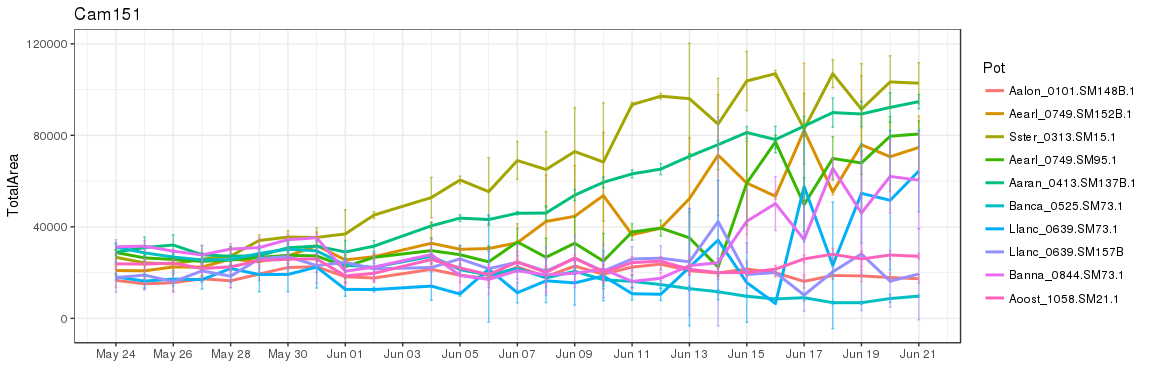 Cam151
TotalArea
120000
80000
40000
0
May 24 May 26 May 28 May 30 Jun 01 Jun 03 Jun 05 Jun 07 Jun 09 Jun 11 Jun 13 Jun 15 Jun 17 Jun 19 Jun 21
Pot
Aalon_0101.SM148B.1
Aearl_0749.SM152B.1
Sster_0313.SM15.1
Aearl_0749.SM95.1
Aaran_0413.SM137B.1
Banca_0525.SM73.1
Llanc_0639.SM73.1
Llanc_0639.SM157B
Banna_0844.SM73.1
Aoost_1058.SM21.1